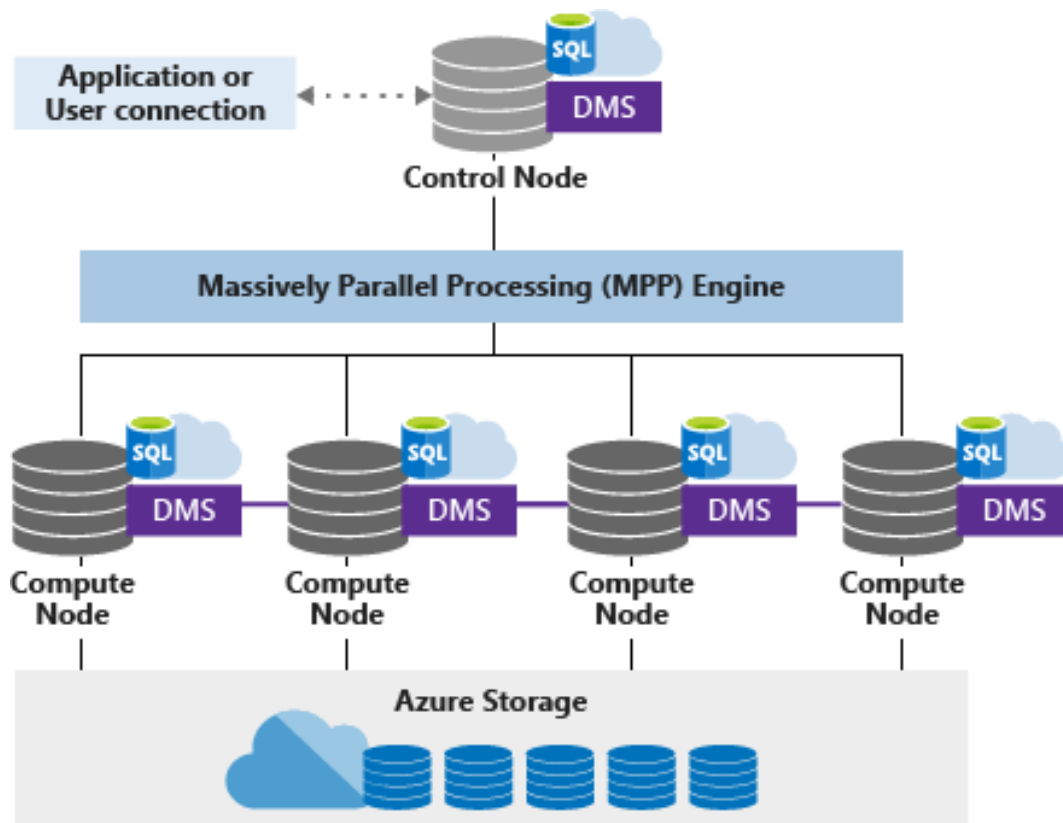 SQL
Application or
User connection
DMS
Control Node
Massively Parallel Processing (MPP) Engine
SQL
SQL
SQL
SQL
DMS
DMS
DMS
DMS
Compute
Node
Compute
Node
Compute
Node
Compute
Node
Azure Storage